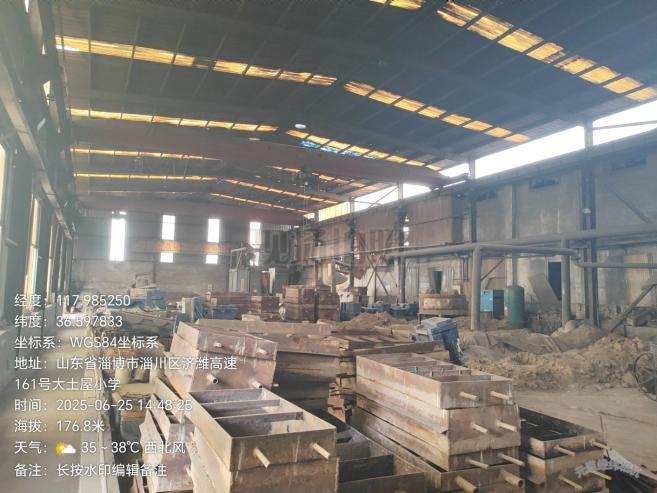 经度：117.985250
纬度：36.597833
坐标系：WGS84坐标系
地址：山东省淄博市淄川区济潍高速
161号大土屋小学
时间：2025-06-25 14:48:25
海拔：176.8米
天气：35～38℃ 西北风
备注：长按水印编辑备注